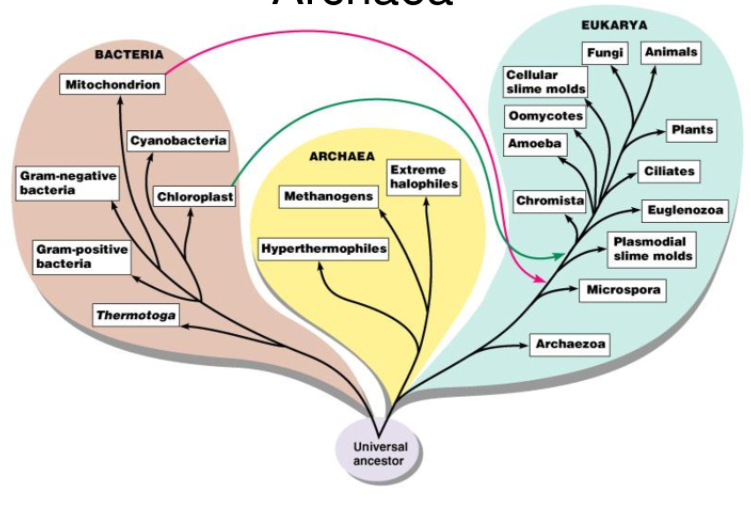 Archaea
BACTERIA
Mitochondrion
Cyanobacteria
Gram-negative
bacteria
Chloroplast
Gram-positive
bacteria
Thermotoga
ARCHAEA
Extreme
halophiles
Methanogens
Hyperthermophiles
EUKARYA
Fungi
Animals
Cellular
slime molds
Oomycetes
Plants
Amoeba
Ciliates
Chromista
Euglenozoa
Plasmodial
slime molds
Microspora
Archaezoa
Universal
ancestor